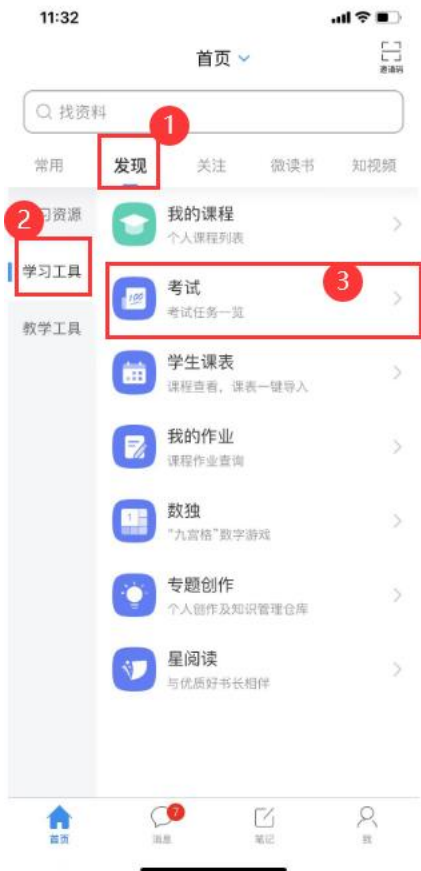 11:32
首页
邀请码
找资料
1
常用 发现 关注 微读书 知视频
2
习资源
学习工具
教学工具
我的课程
个人课程列表
3
100
考试
考试任务一览
学生课表
课程查看，课表一键导入
我的作业
课程作业查询
1
数独
"九宫格"数字游戏
专题创作
个人创作及知识管理仓库
星阅读
与优质好书长相伴
7
首页 消息 笔记 我